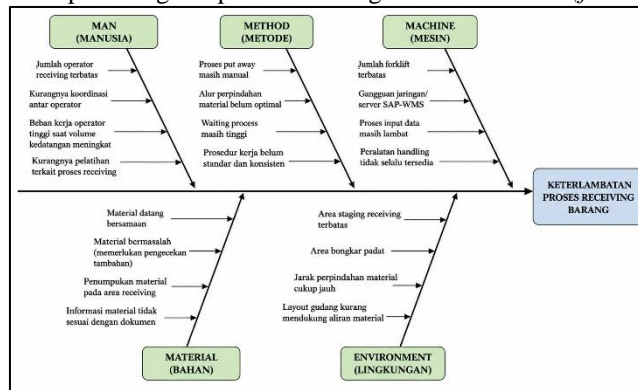 MAN
(MANUSIA)
Jumlah operator
receiving terbatas
Kurangnya koordinasi
antar operator
Beban kerja operator
tinggi saat volume
kedatangan meningkat
Kurangnya pelatihan
terkait proses receiving
METHOD
(METODE)
Proses put away
masih manual
Alur perpindahan
material belum optimal
Waiting process
masih tinggi
Prosedur kerja belum
standar dan konsisten
MACHINE
(MESIN)
Jumlah forklift
terbatas
Gangguan jaringan/
server SAP-WMS
Proses input data
masih lambat
Peralatan handling
tidak selalu tersedia
KETERLAMBATAN
PROSES RECEIVING
BARANG
Material datang
bersamaan
Material bermasalah
(memerlukan pengecekan
tambahan)
Penumpukan material
pada area receiving
Informasi material tidak
sesuai dengan dokumen
MATERIAL
(BAHAN)
Area staging receiving
terbatas
Area bongkar padat
Jarak perpindahan material
cukup jauh
Layout gudang kurang
mendukung aliran material
ENVIRONMENT
(LINGKUNGAN)